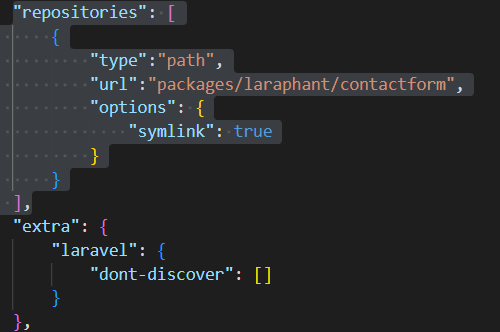 "repositories": [
{
"type":"path",
"url":"packages/laraphant/contactform",
"options": {
"symlink": true
}
}
],
"extra": {
"laravel": {
"dont-discover": []
}
},